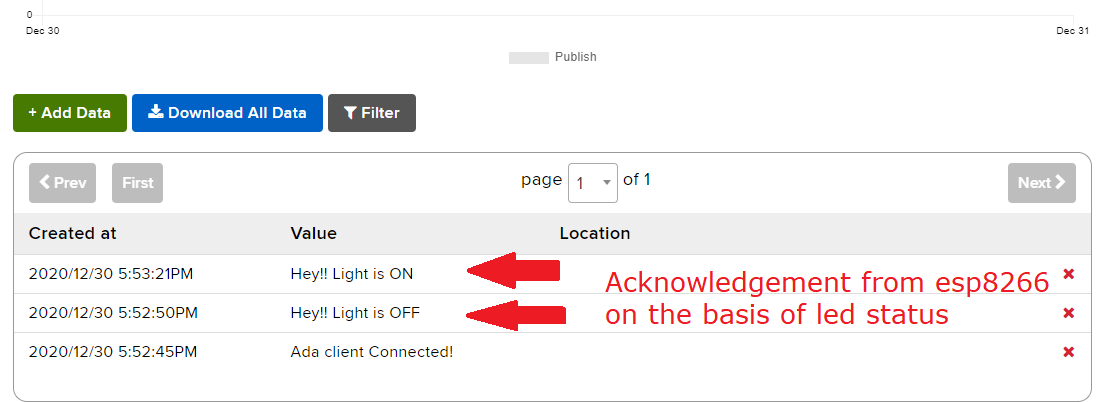 0
Dec 30
Dec 31
Publish
+ Add Data
Download All Data
Filter
Prev
First
page 1 of 1
Next
Created at Value Location
2020/12/30 5:53:21PM Hey!! Light is ON
2020/12/30 5:52:50PM Hey!! Light is OFF
2020/12/30 5:52:45PM Ada client Connected!
Acknowledgement from esp8266
on the basis of led status